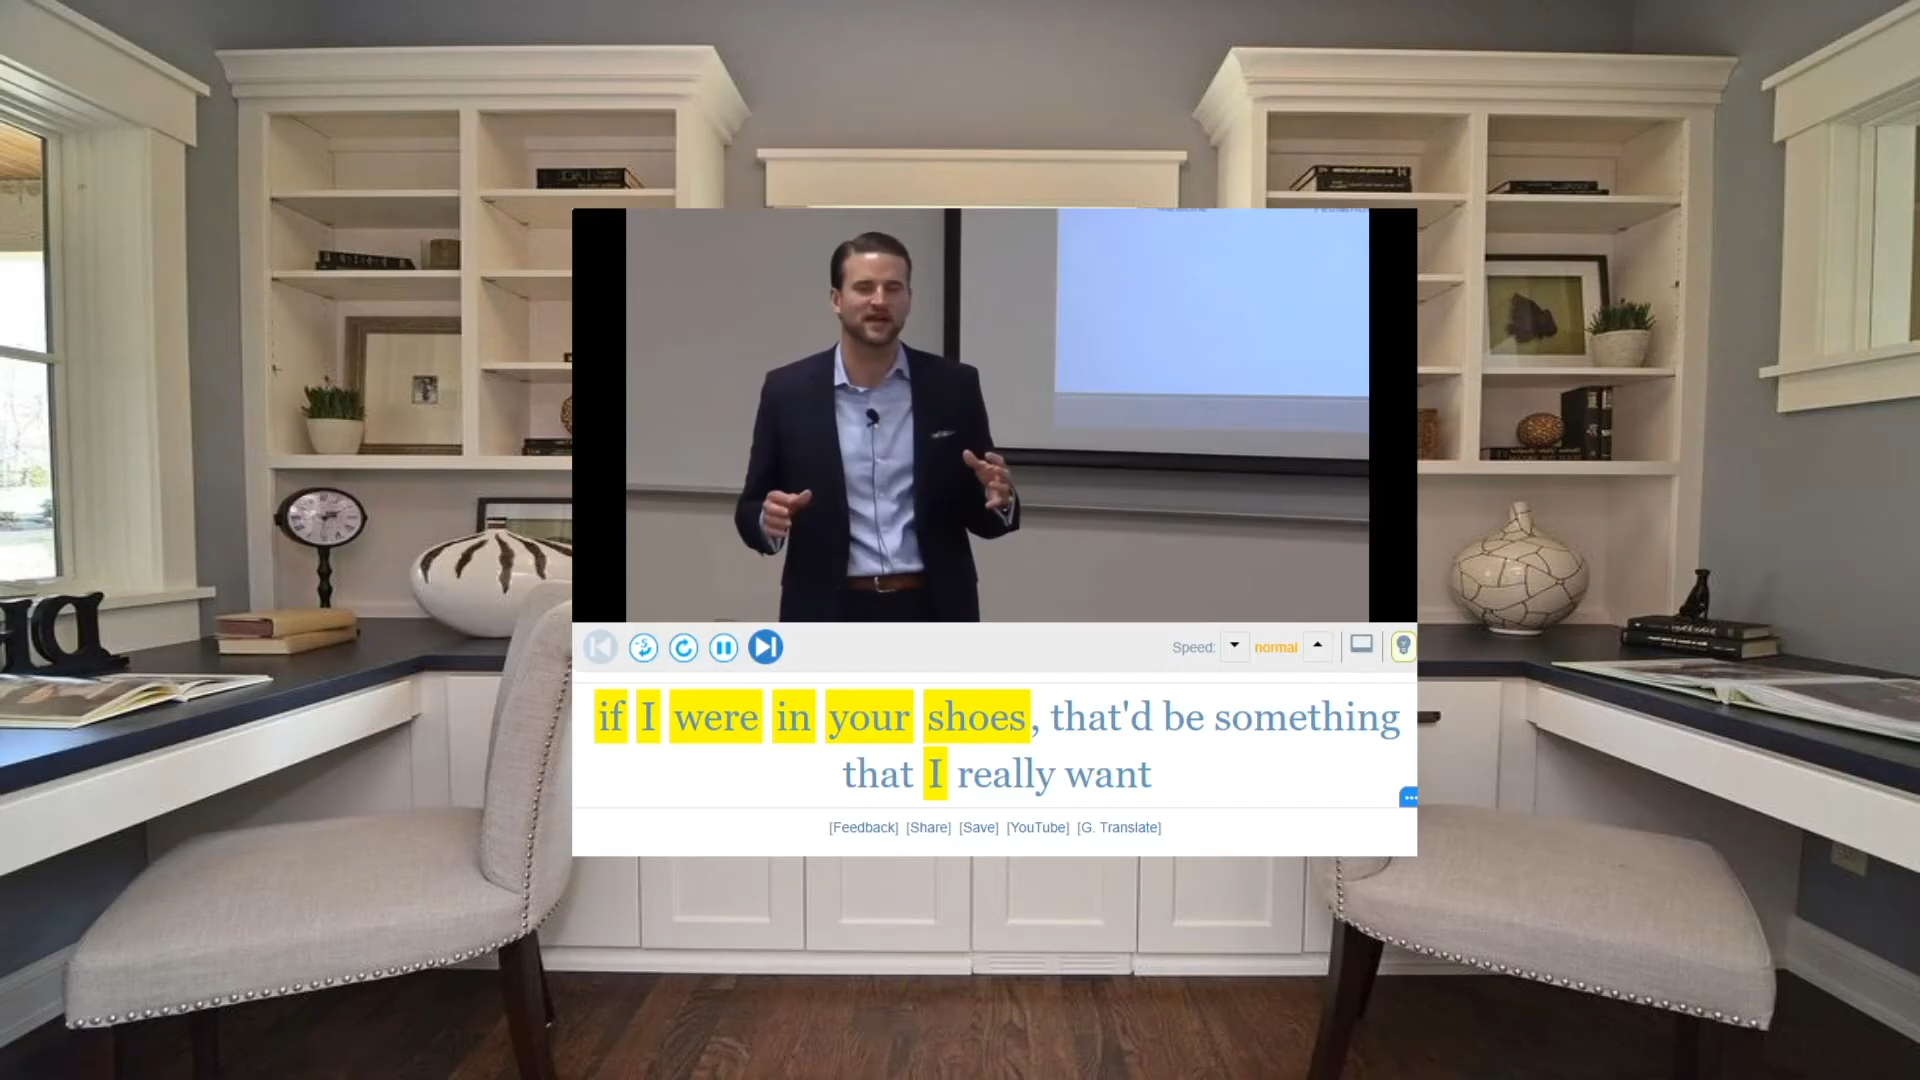 Speed: normal
if I were in your shoes, that'd be something
that I really want
[Feedback] [Share] [Save] [YouTube] [G. Translate]